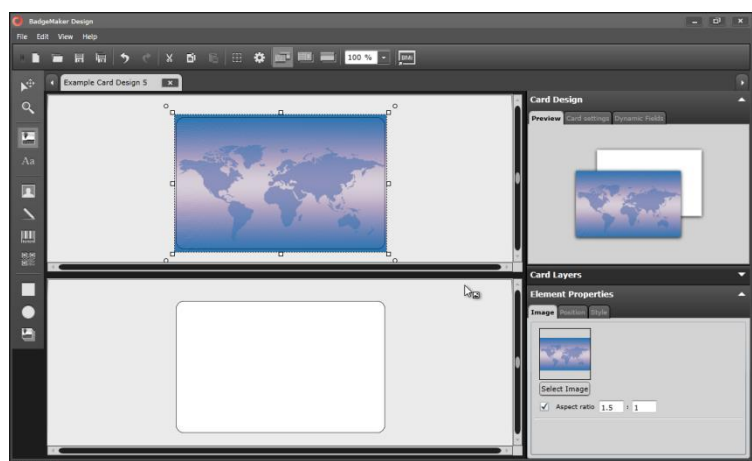 BadgeMaker Design
File Edit View Help
100 %
Example Card Design 5
Card Design
Preview Card settings Dynamic Fields
Card Layers
Element Properties
Image Position Style
Select Image
Aspect ratio 1.5 : 1
Aa